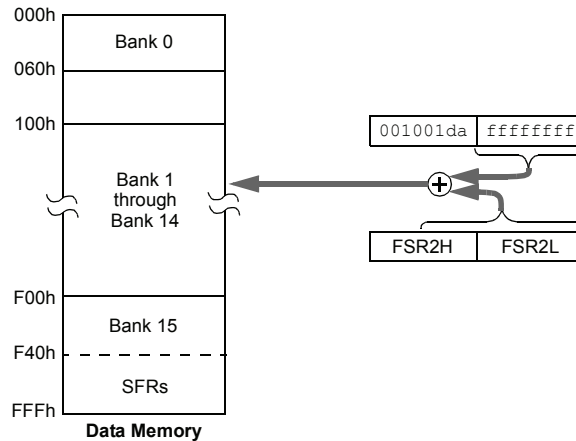 000h
Bank 0
060h
100h
001001da ffffffff
Bank 1
through
Bank 14
FSR2H FSR2L
F00h
Bank 15
F40h
SFRs
FFFh
Data Memory